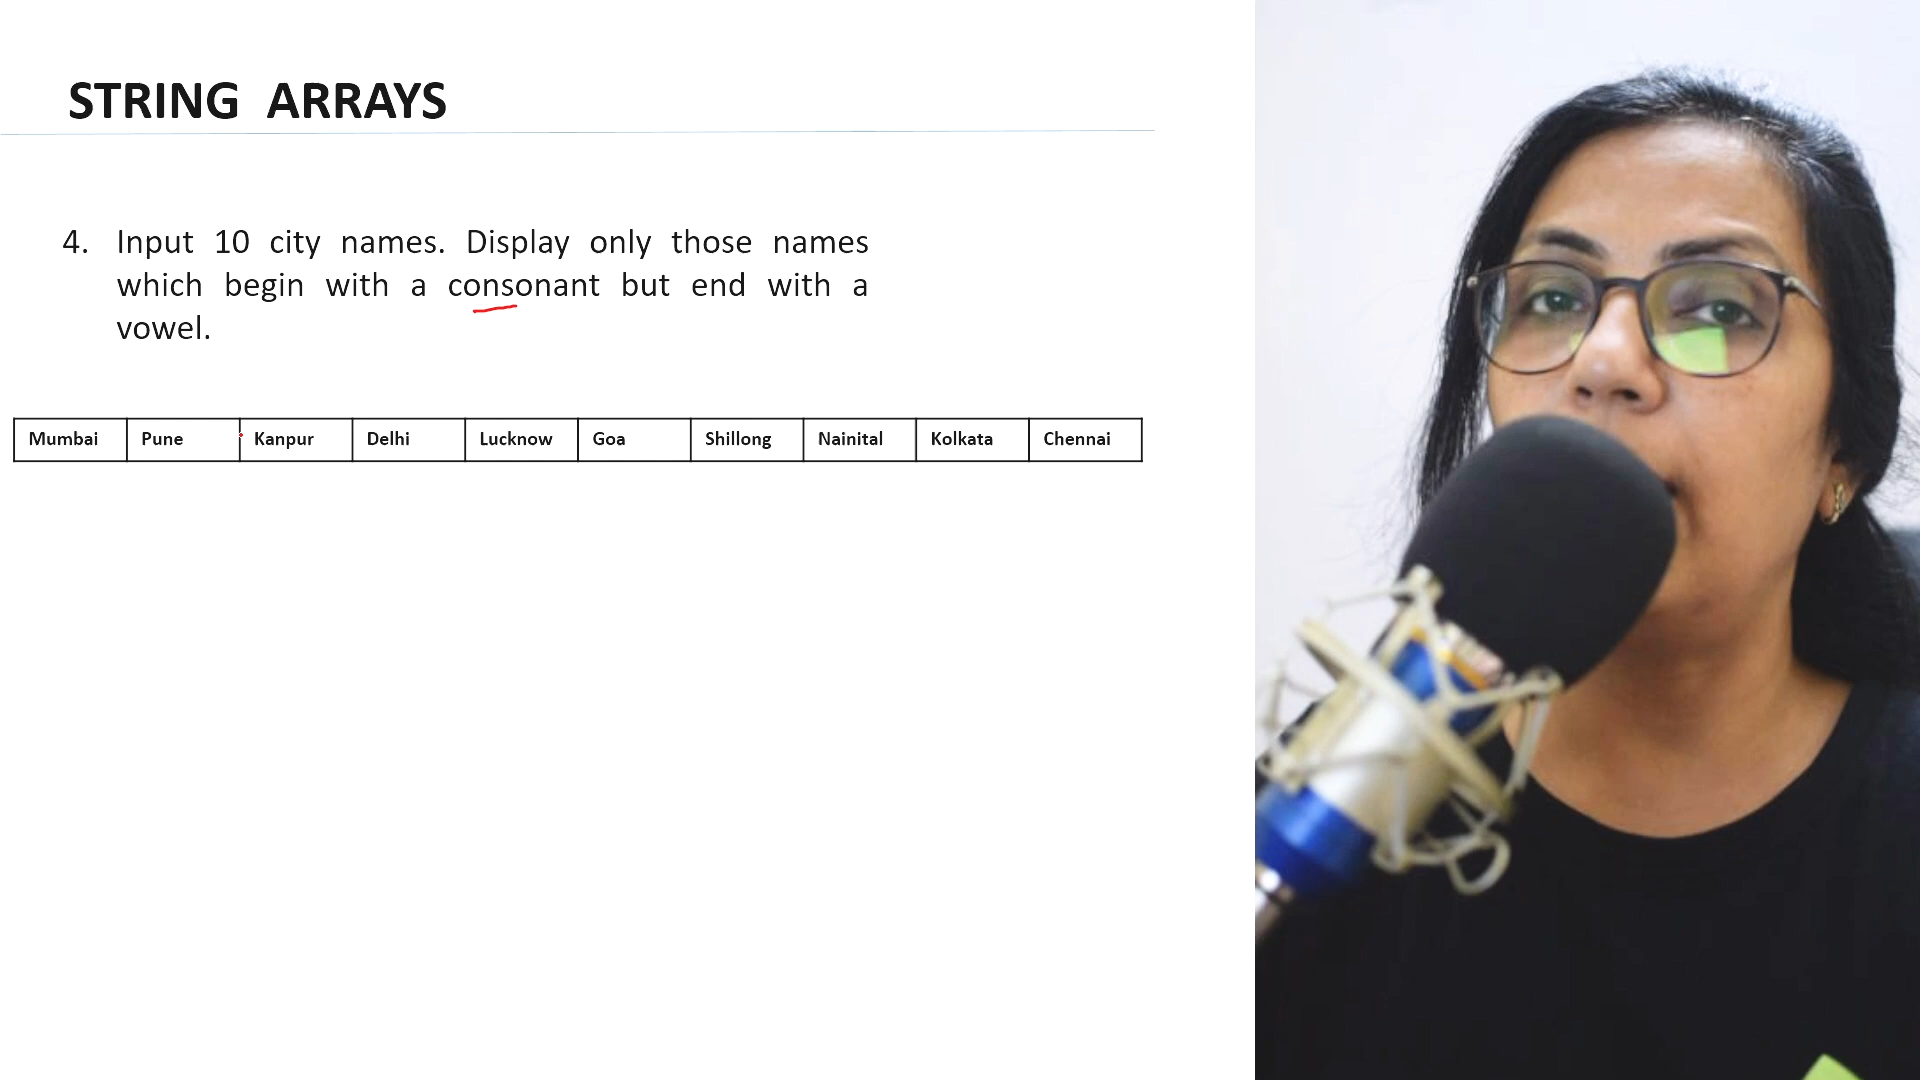 STRING ARRAYS
4. Input 10 city names. Display only those names
which begin with a consonant but end with a
vowel.
Mumbai Pune Kanpur Delhi Lucknow Goa Shillong Nainital Kolkata Chennai